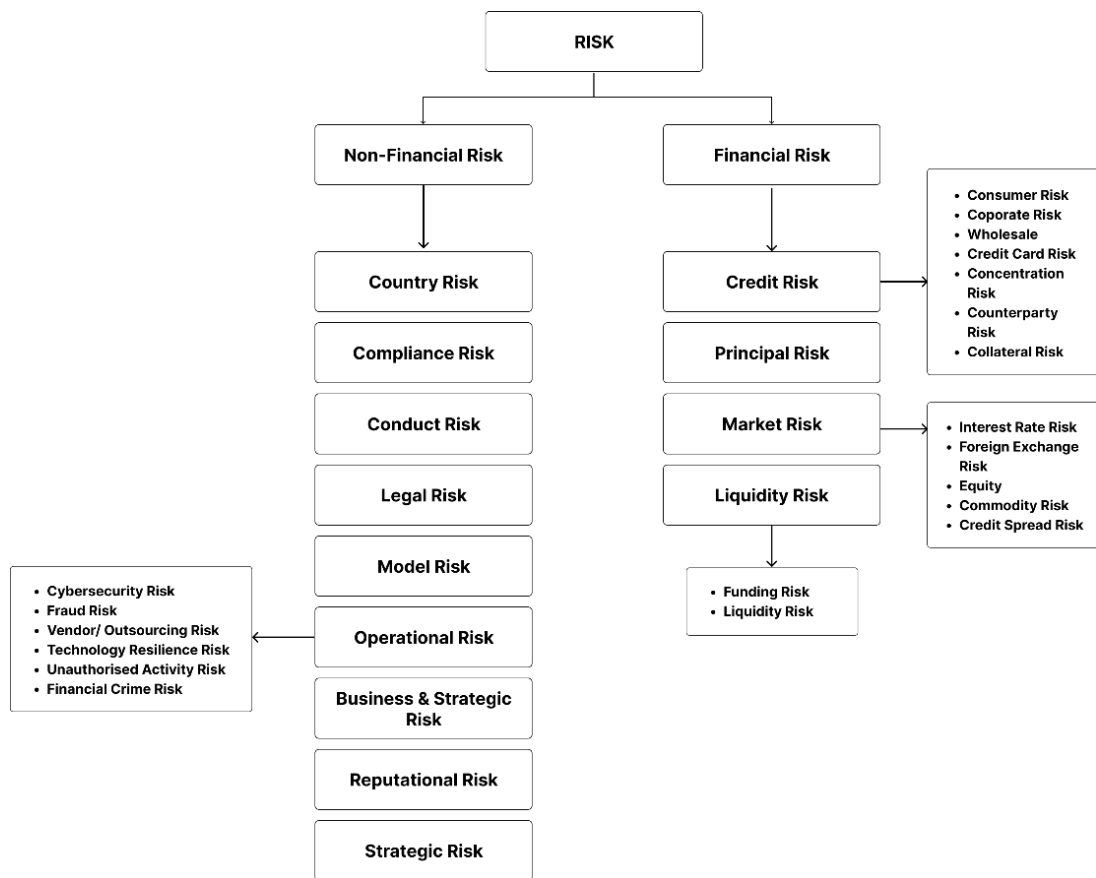 RISK
Non-Financial Risk
Financial Risk
Country Risk
Compliance Risk
Conduct Risk
Legal Risk
Model Risk
Operational Risk
Business & Strategic
Risk
Reputational Risk
Strategic Risk
• Cybersecurity Risk
• Fraud Risk
• Vendor/ Outsourcing Risk
• Technology Resilience Risk
• Unauthorised Activity Risk
• Financial Crime Risk
Credit Risk
Principal Risk
Market Risk
Liquidity Risk
• Consumer Risk
• Coporate Risk
• Wholesale
• Credit Card Risk
• Concentration
Risk
• Counterparty
Risk
• Collateral Risk
• Interest Rate Risk
• Foreign Exchange
Risk
• Equity
• Commodity Risk
• Credit Spread Risk
• Funding Risk
• Liquidity Risk